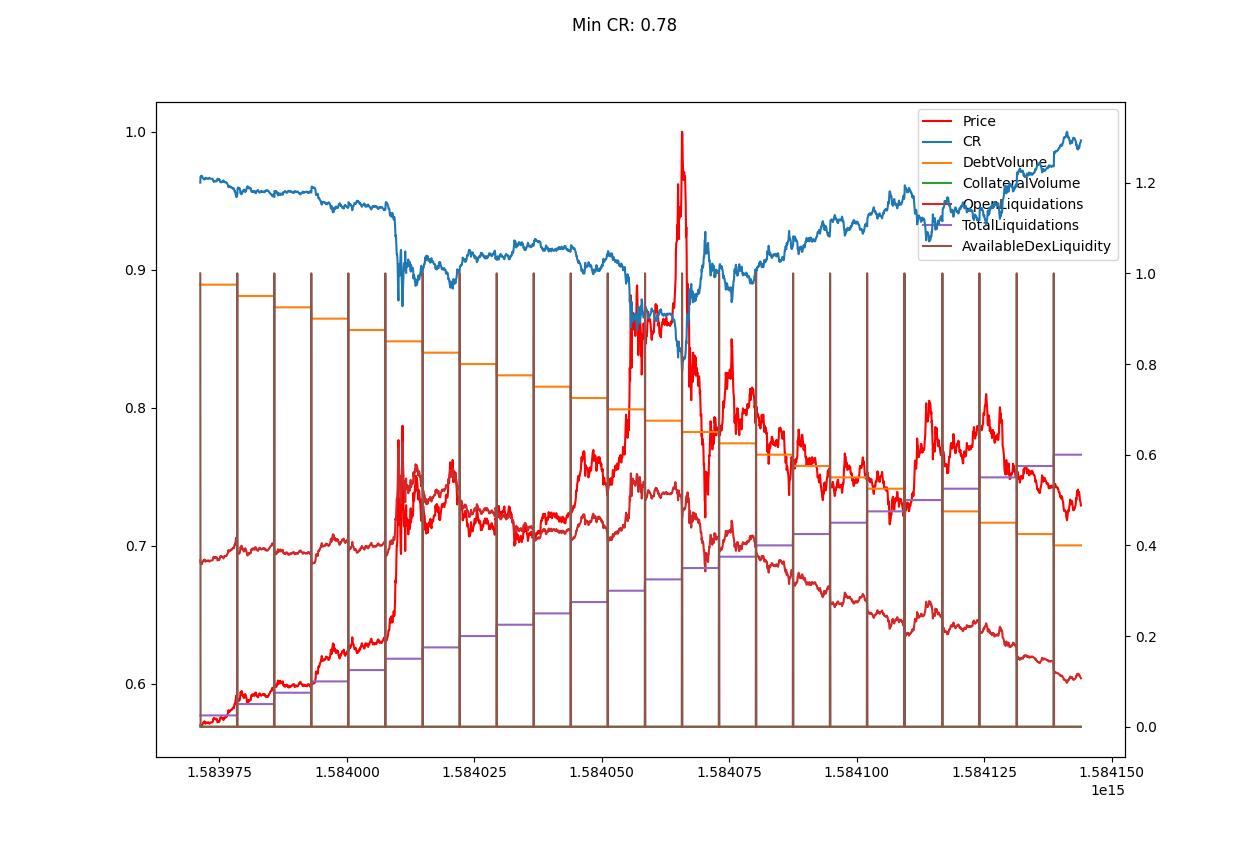 Min CR: 0.78
1.0
0.9
0.8
0.7
0.6
Price
CR
DebtVolume
CollateralVolume
OpenLiquidations
TotalLiquidations
AvailableDexLiquidity
1.2
1.0
0.8
0.6
0.4
0.2
0.0
1.583975 1.584000 1.584025 1.584050 1.584075 1.584100 1.584125 1.584150
1e15